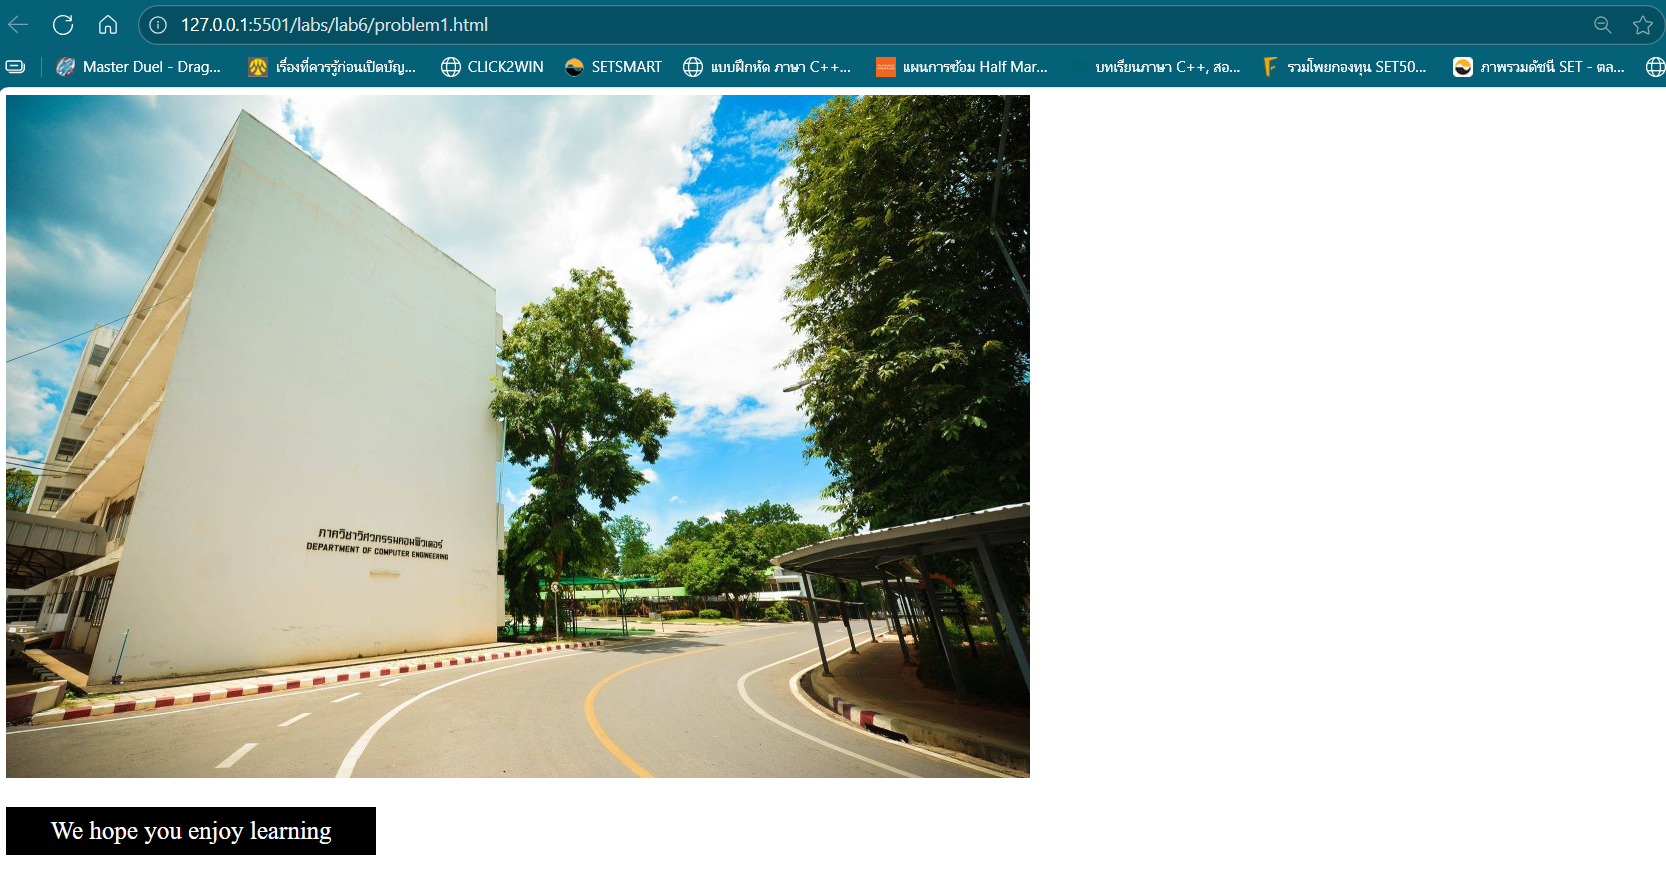 127.0.0.1:5501/labs/lab6/problem1.html
Master Duel - Drag...
เรื่องที่ควรรู้ก่อนเปิดบัญ...
CLICK2WIN
SETSMART
แบบฝึกหัด ภาษา C++...
แผนการซ้อม Half Mar...
บทเรียนภาษา C++, สอ...
รวมโพยกองทุน SET50...
ภาพรวมดัชนี SET - ตล...
ภาควิชาวิศวกรรมคอมพิวเตอร์
DEPARTMENT OF COMPUTER ENGINEERING
We hope you enjoy learning